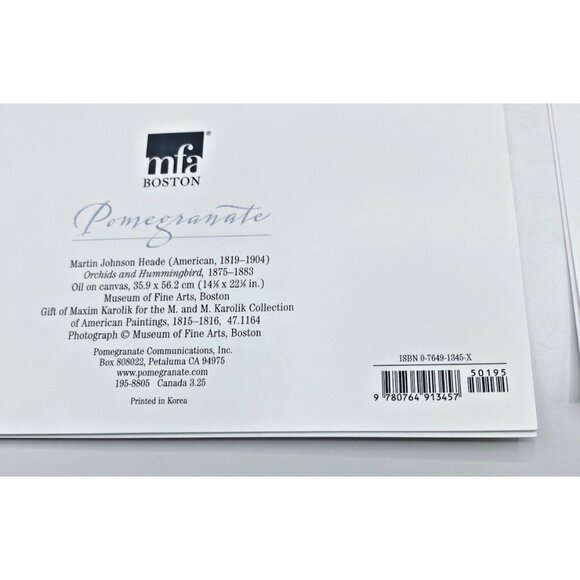 mfa®
BOSTON
Pomegranate
Martin Johnson Heade (American, 1819–1904)
Orchids and Hummingbird, 1875–1883
Oil on canvas, 35.9 x 56.2 cm (14⅛ x 22⅛ in.)
Museum of Fine Arts, Boston
Gift of Maxim Karolik for the M. and M. Karolik Collection
of American Paintings, 1815–1816, 47.1164
Photograph © Museum of Fine Arts, Boston
Pomegranate Communications, Inc.
Box 808022, Petaluma CA 94975
www.pomegranate.com
195-8805 Canada 3.25
Printed in Korea
ISBN 0-7649-1345-X
50195
9 780764 913457